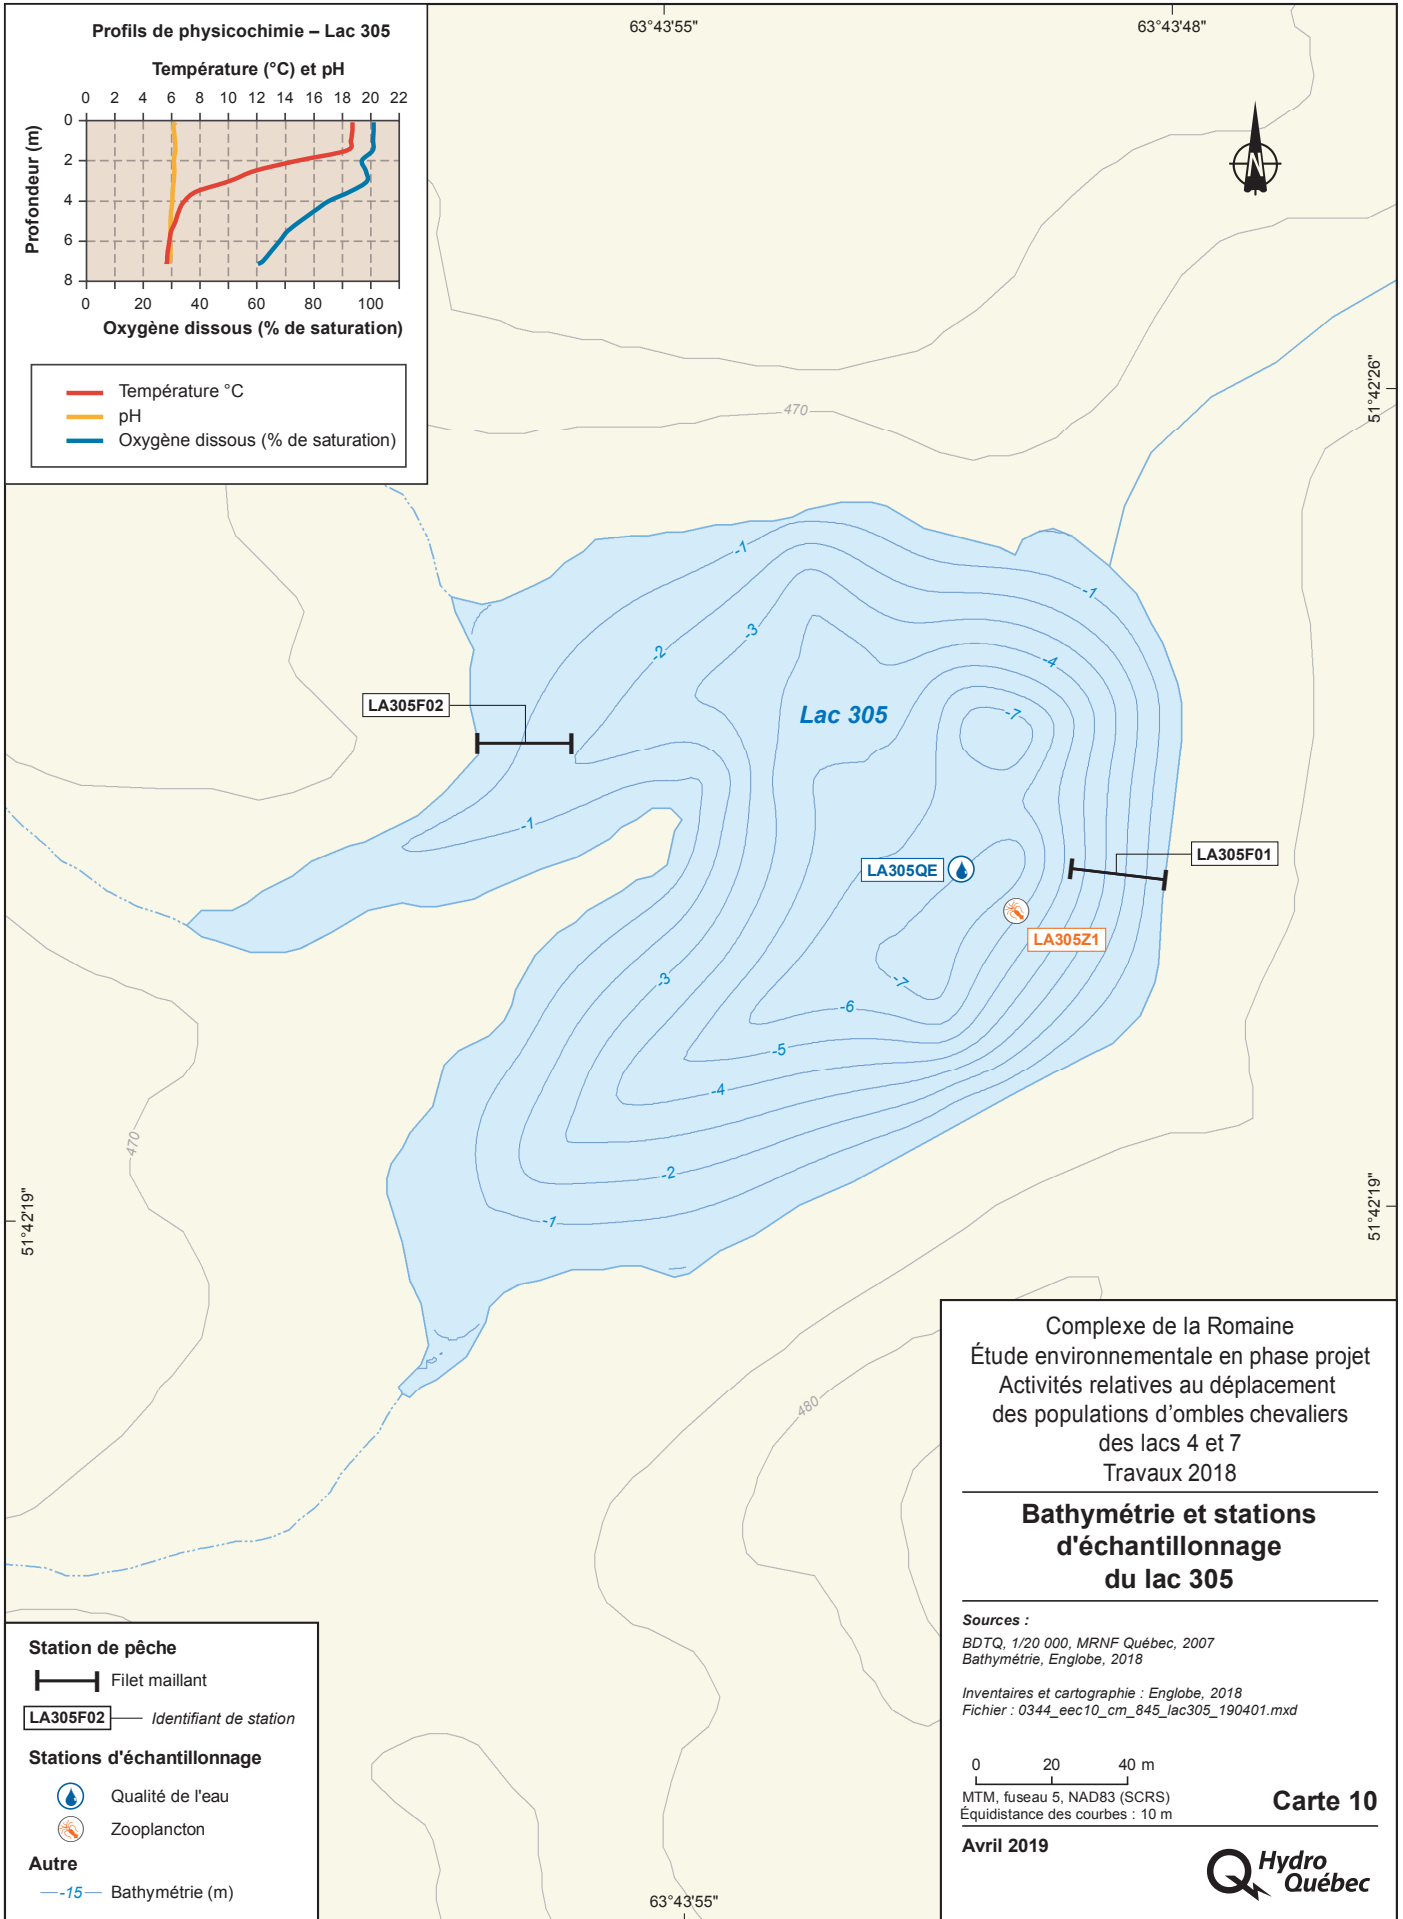 Profils de physicochimie – Lac 305
Température (°C) et pH
0 2 4 6 8 10 12 14 16 18 20 22
Profondeur (m)
0
2
4
6
8
0 20 40 60 80 100
Oxygène dissous (% de saturation)
Température °C
pH
Oxygène dissous (% de saturation)
63°43'55"
63°43'48"
N
51°42'26"
470
-1
-1
-2
-3
-4
-7
Lac 305
LA305F02
-1
LA305QE
LA305F01
LA305Z1
-3
-7
-6
-5
-4
-2
-1
470
51°42'19"
51°42'19"
480
63°43'55"
Station de pêche
Filet maillant
LA305F02 Identifiant de station
Stations d'échantillonnage
Qualité de l'eau
Zooplancton
Autre
-15 Bathymétrie (m)
Complexe de la Romaine
Étude environnementale en phase projet
Activités relatives au déplacement
des populations d'ombles chevaliers
des lacs 4 et 7
Travaux 2018
Bathymétrie et stations
d'échantillonnage
du lac 305
Sources :
BDTQ, 1/20 000, MRNF Québec, 2007
Bathymétrie, Englobe, 2018
Inventaires et cartographie : Englobe, 2018
Fichier : 0344_eec10_cm_845_lac305_190401.mxd
0 20 40 m
MTM, fuseau 5, NAD83 (SCRS)
Équidistance des courbes : 10 m
Carte 10
Avril 2019
Hydro
Québec